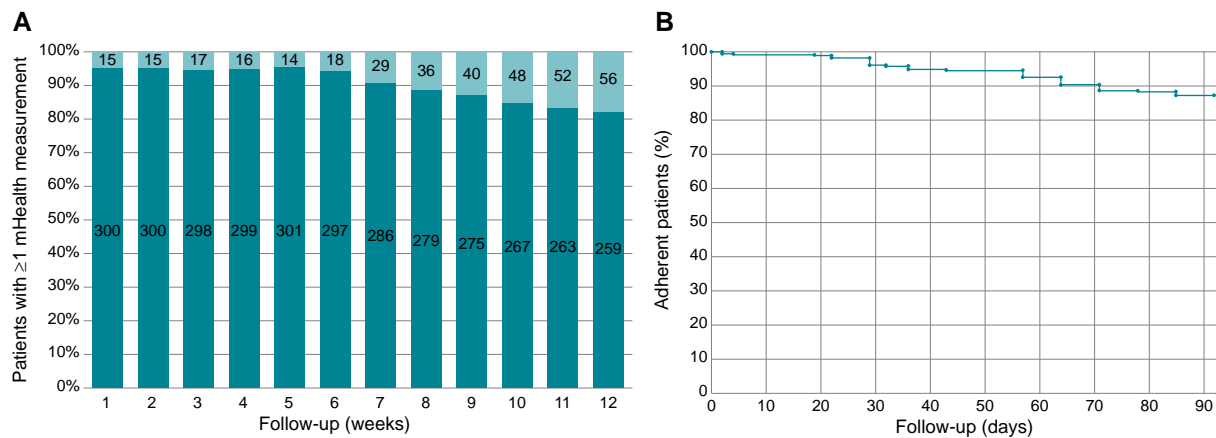 A
Patients with ≥1 mHealth measurement
100%
90%
80%
70%
60%
50%
40%
30%
20%
10%
0%
15 15 17 16 14 18 29 36 40 48 52 56
300 300 298 299 301 297 286 279 275 267 263 259
1 2 3 4 5 6 7 8 9 10 11 12
Follow-up (weeks)
B
Adherent patients (%)
100
90
80
70
60
50
40
30
20
100
10
0
0 10 20 30 40 50 60 70 80 90
Follow-up (days)